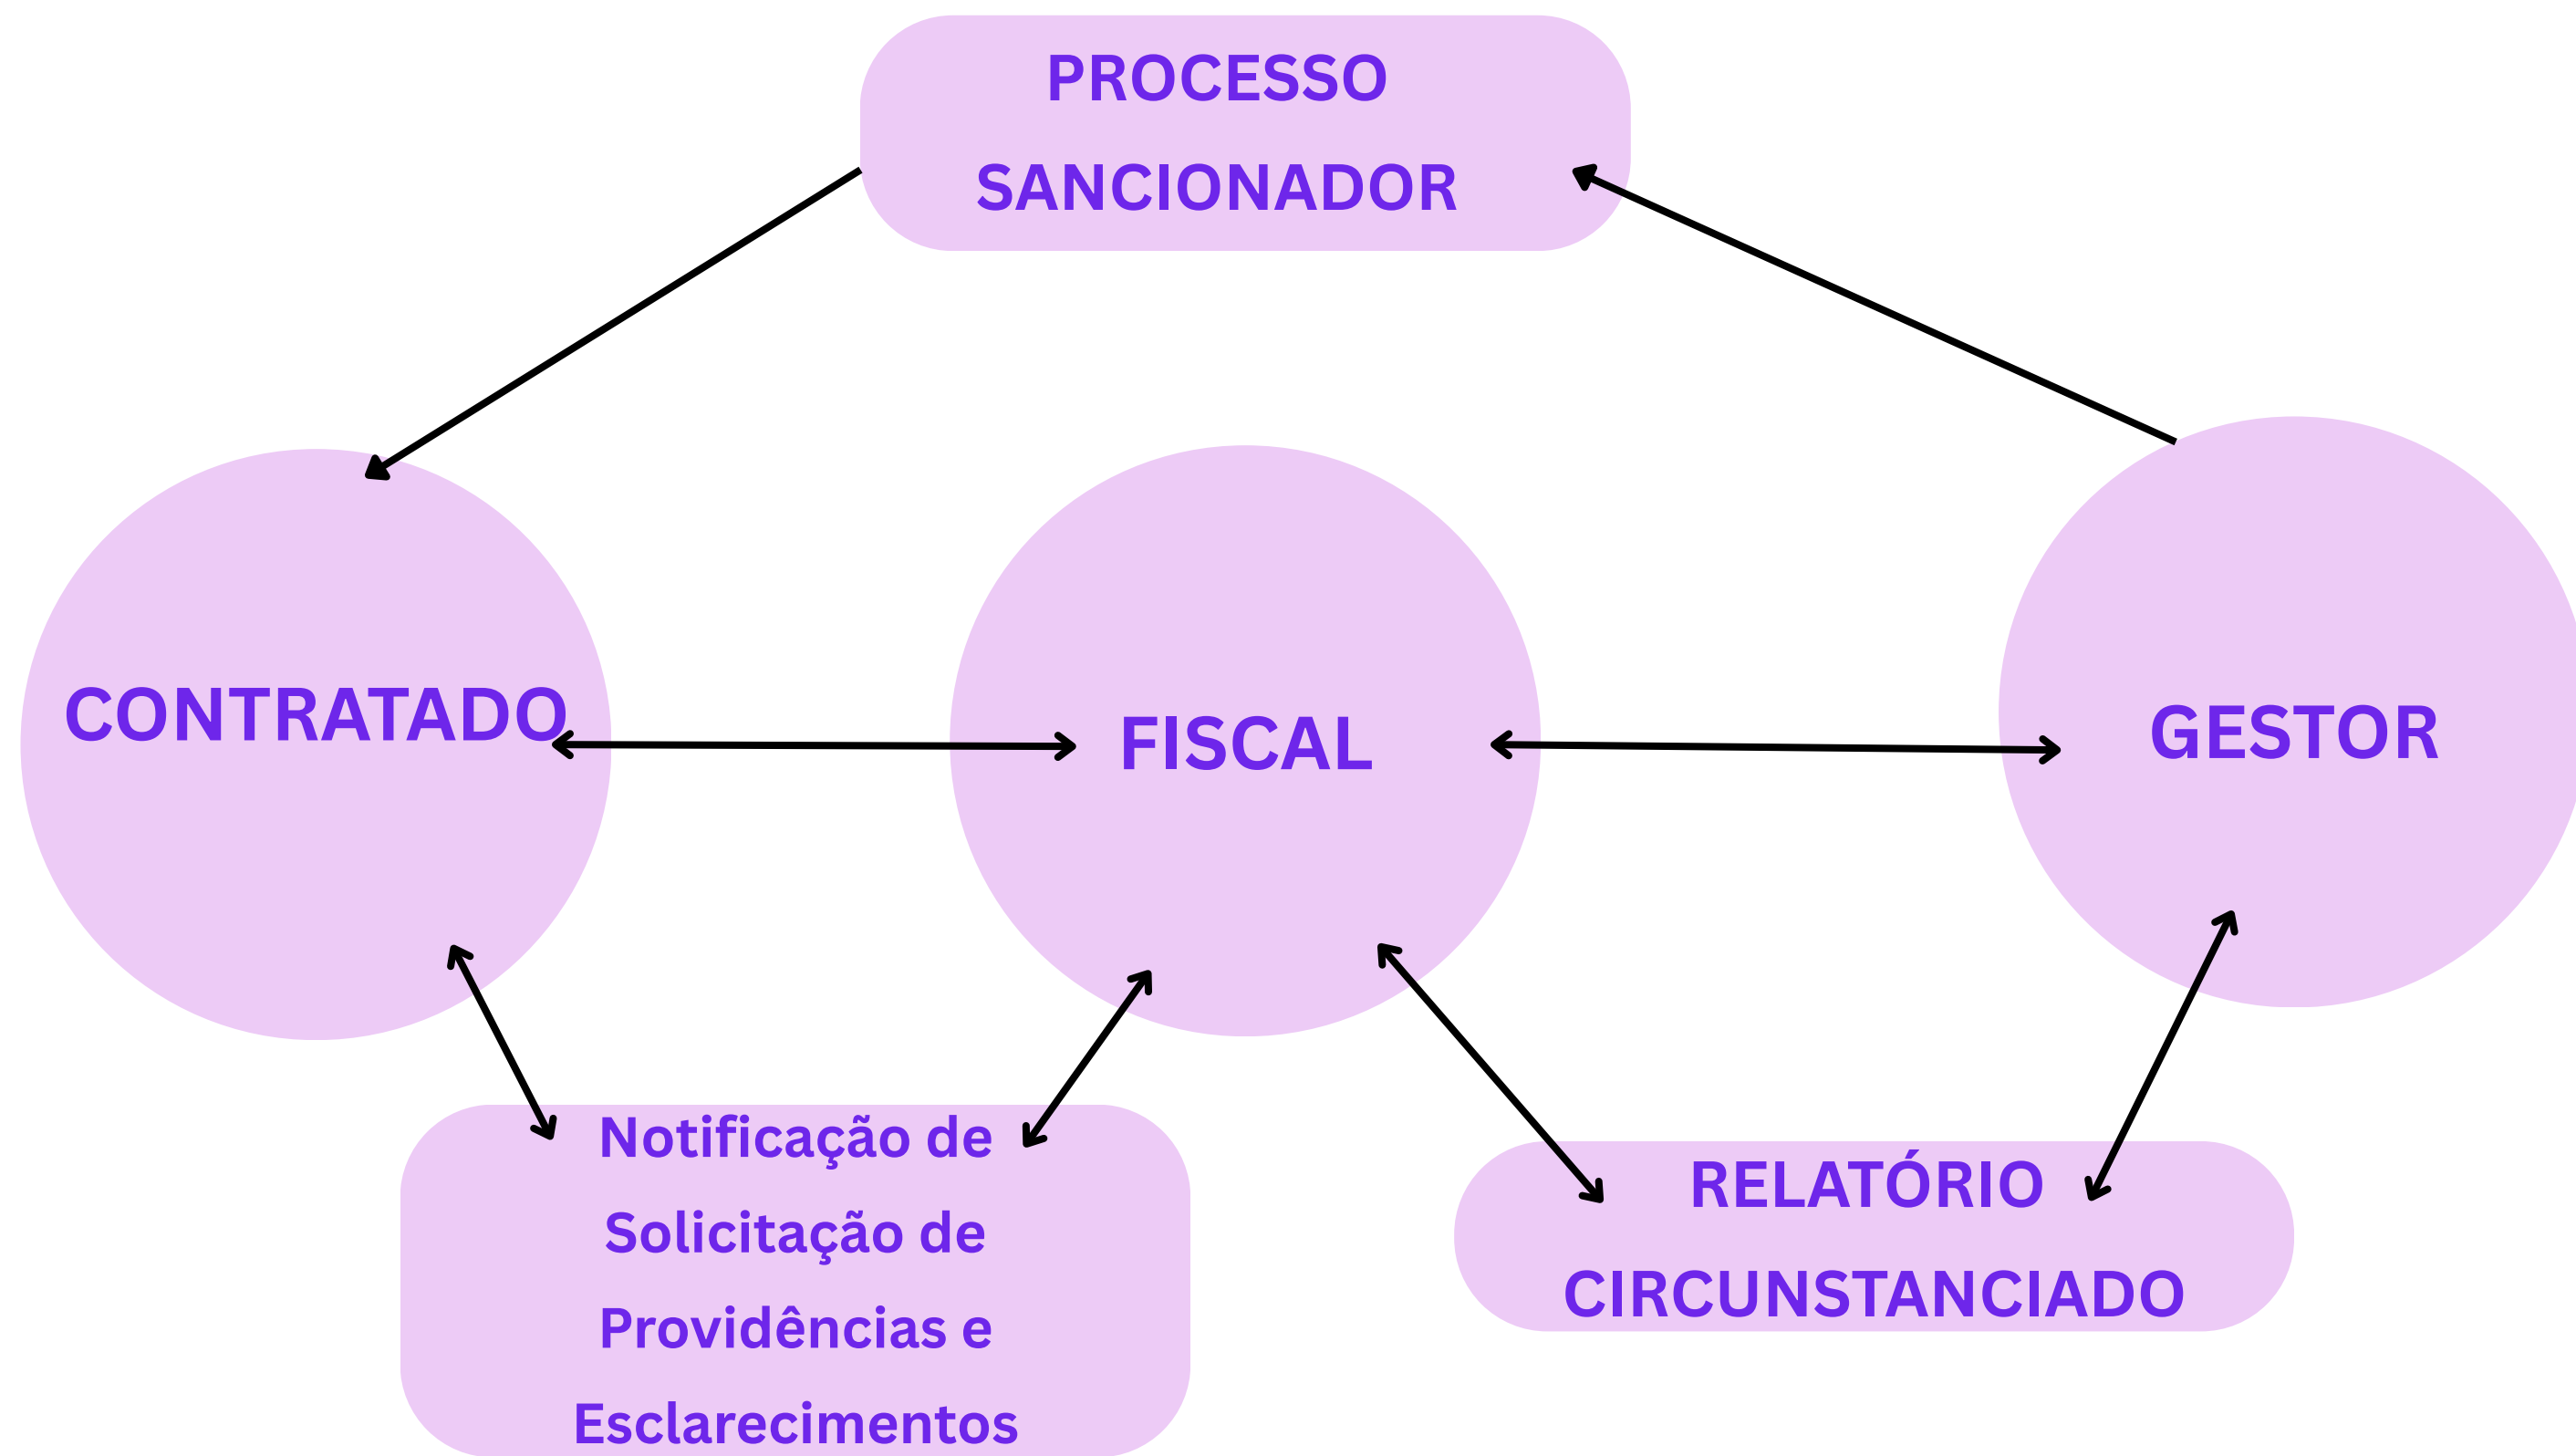 PROCESSO
SANCIONADOR
CONTRATADO
FISCAL
GESTOR
Notificação de
Solicitação de
Providências e
Esclarecimentos
RELATÓRIO
CIRCUNSTANCIADO